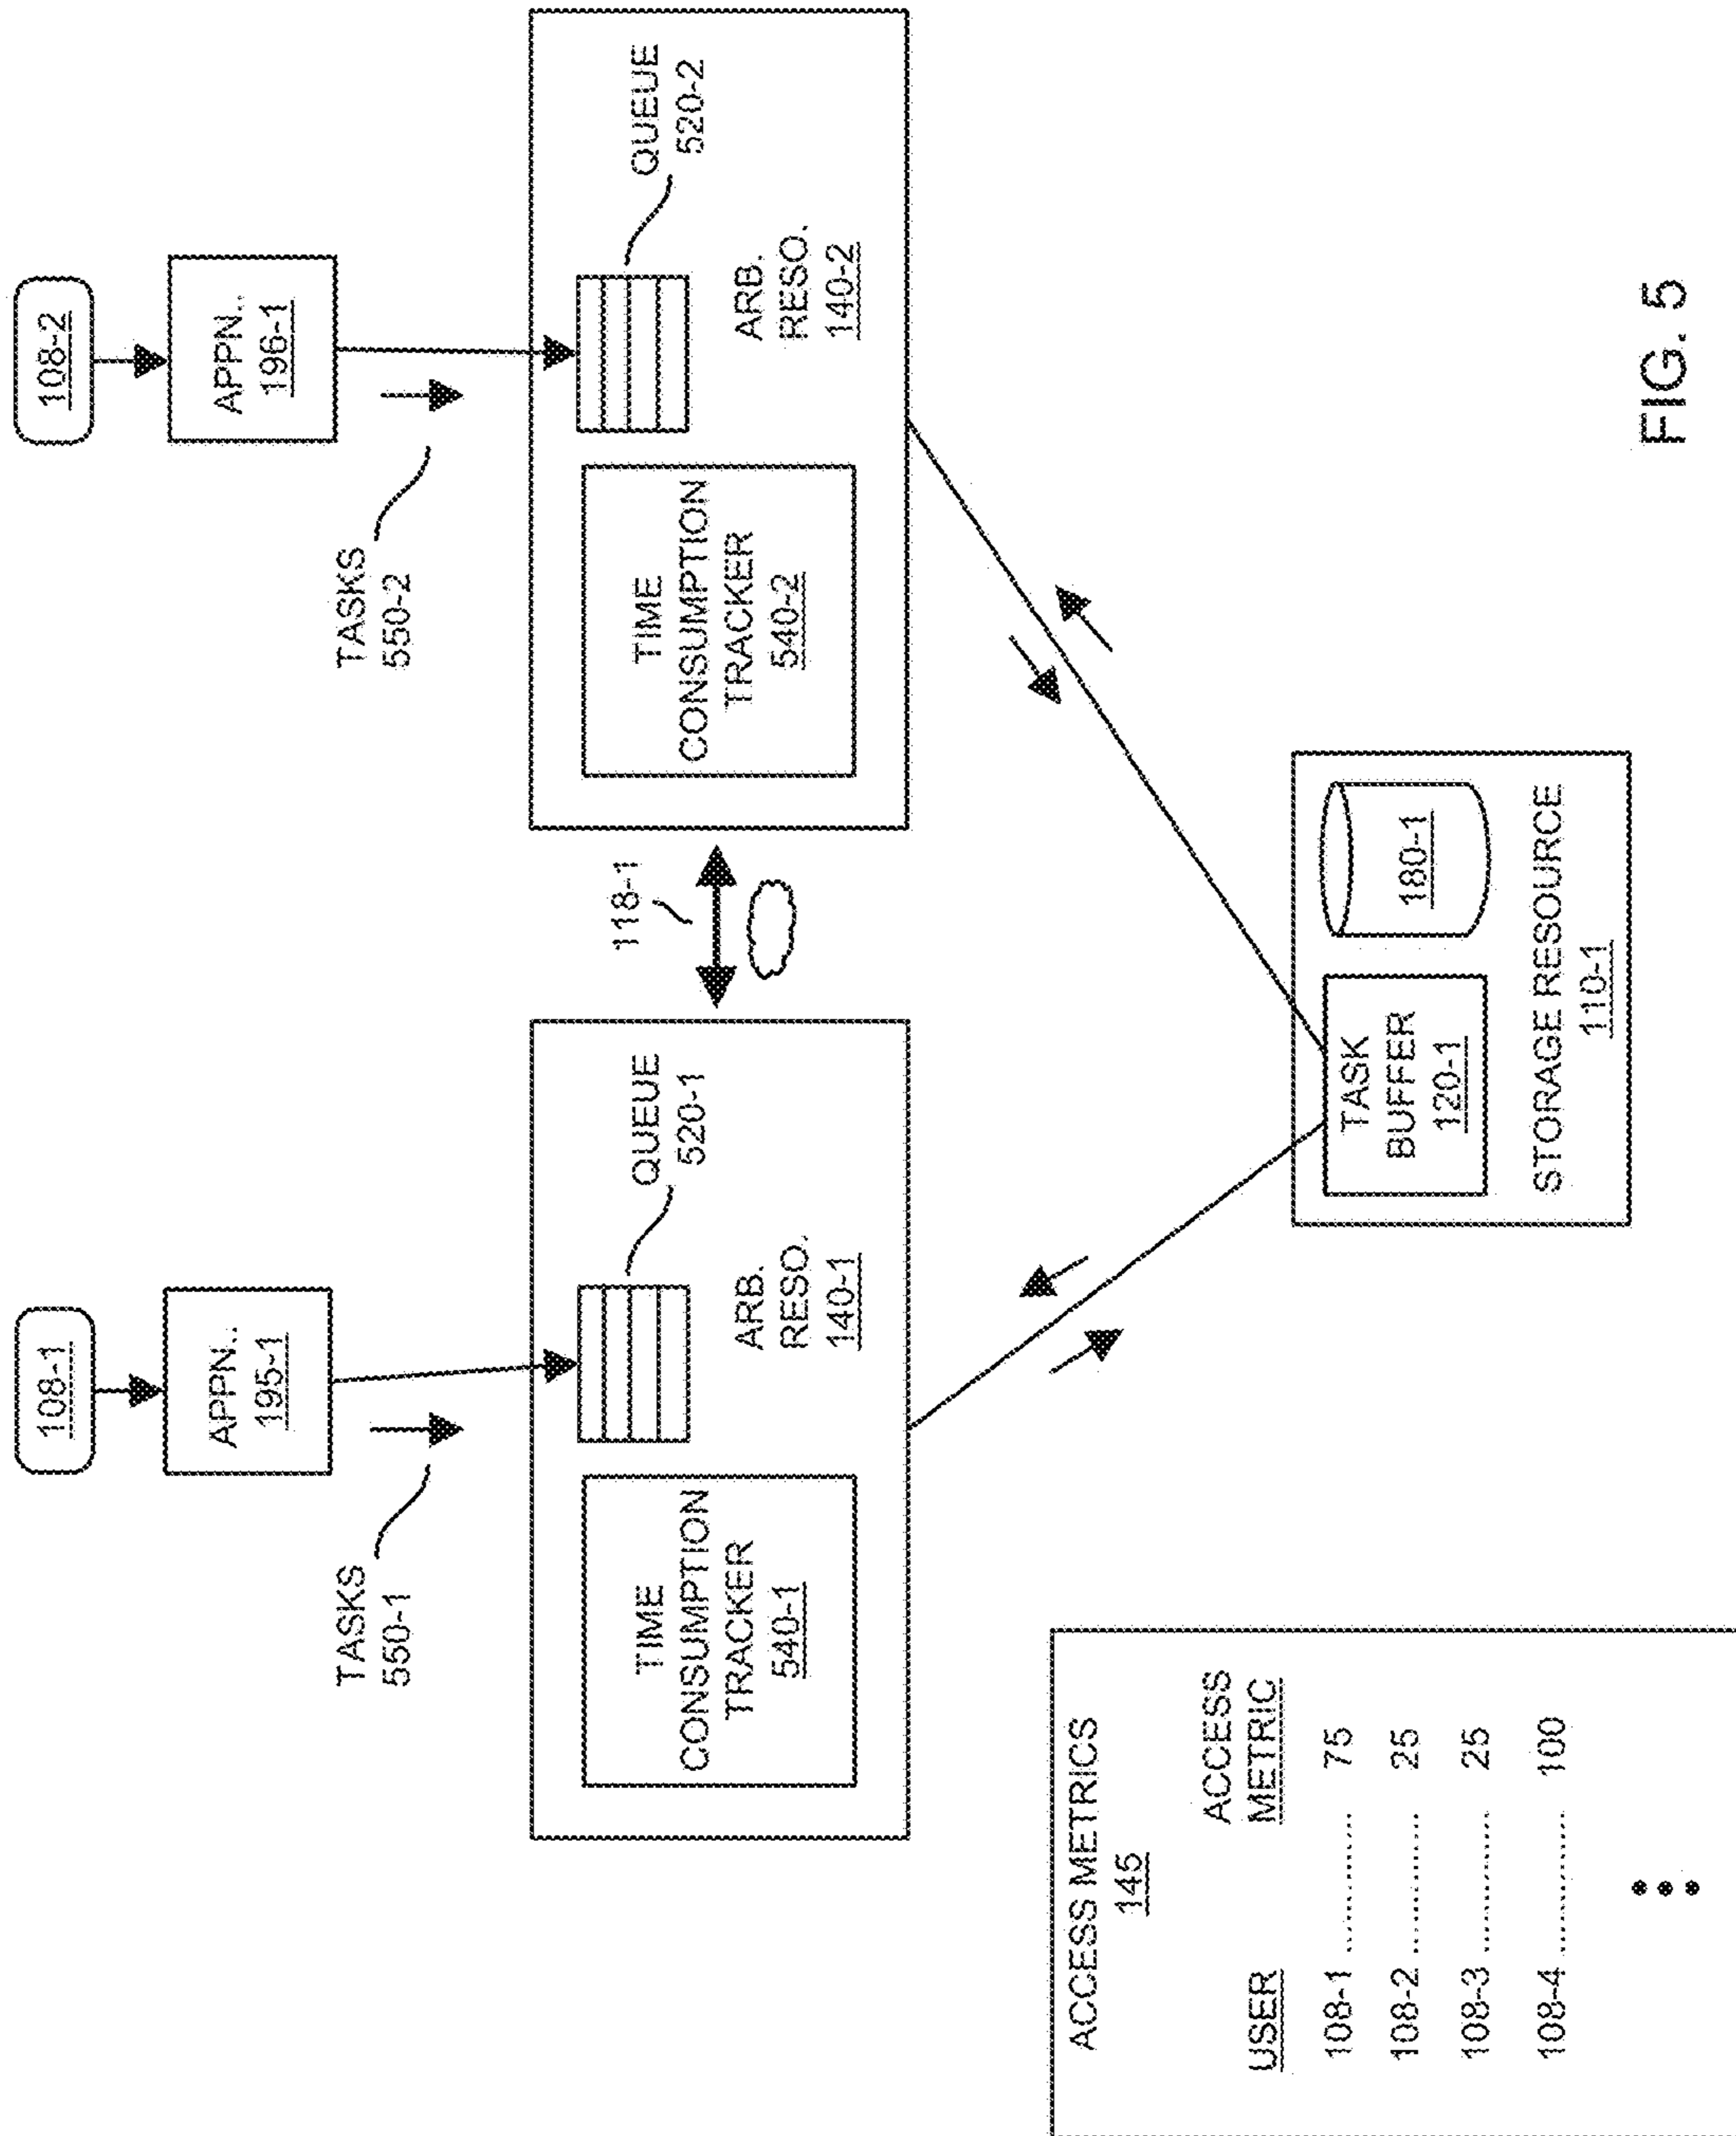 108-1
APPN..
195-1
TASKS
550-1
TIME
CONSUMPTION
TRACKER
540-1
QUEUE
520-1
ARB.
RESO.
140-1
118-1
108-2
APPN..
196-1
TASKS
550-2
TIME
CONSUMPTION
TRACKER
540-2
QUEUE
520-2
ARB.
RESO.
140-2
ACCESS METRICS
145
USER ACCESS
METRIC
108-1 ............ 75
108-2 ............ 25
108-3 ............ 25
108-4 ............ 100
TASK
BUFFER
120-1
180-1
STORAGE RESOURCE
110-1
FIG. 5